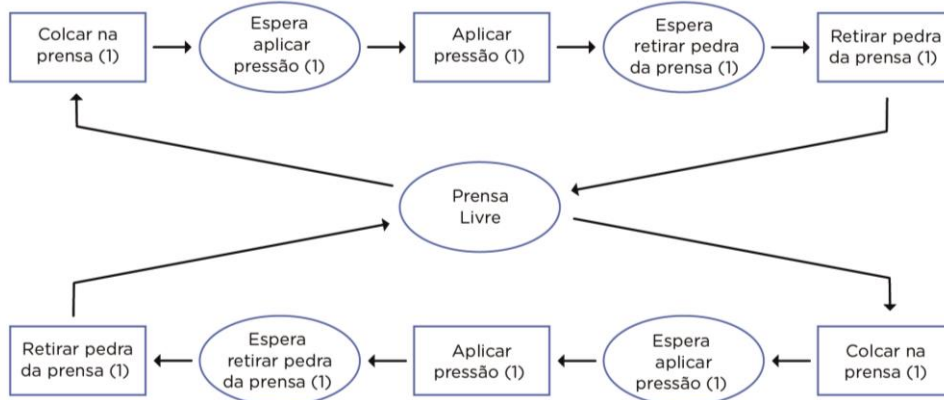 Colcar na
prensa (1)
Espera
aplicar
pressão (1)
Aplicar
pressão (1)
Espera
retirar pedra
da prensa (1)
Retirar pedra
da prensa (1)
Prensa
Livre
Retirar pedra
da prensa (1)
Espera
retirar pedra
da prensa (1)
Aplicar
pressão (1)
Espera
aplicar
pressão (1)
Colcar na
prensa (1)